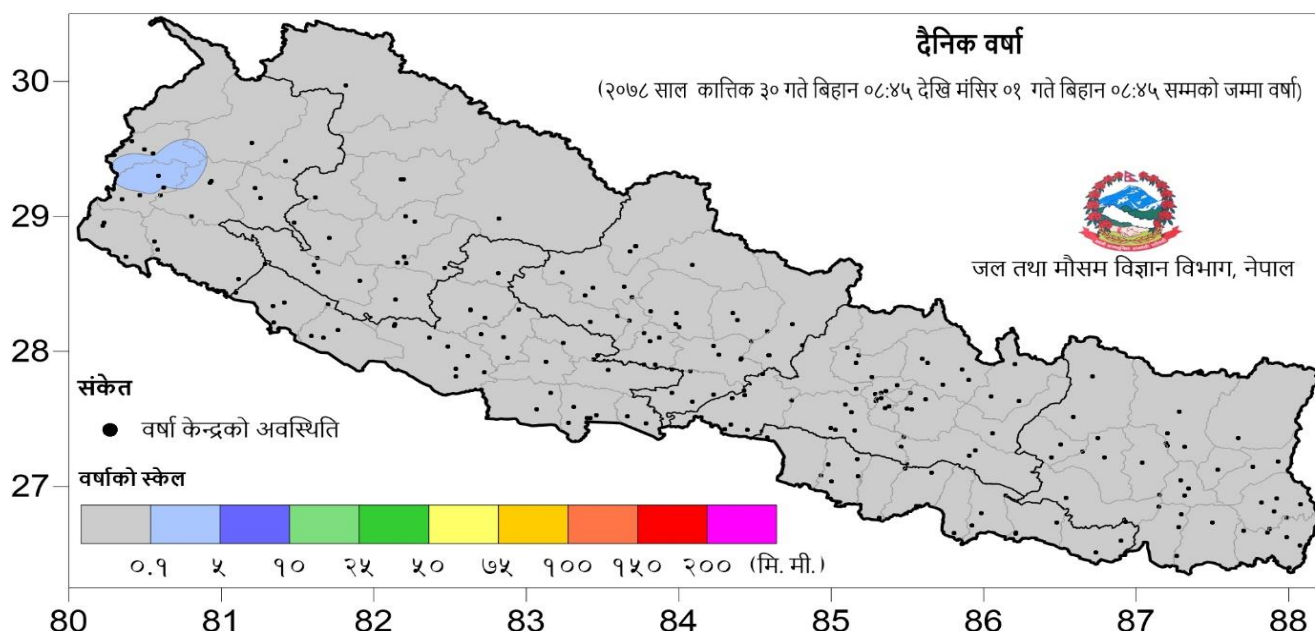 दैनिक वर्षा
(२०७८ साल कात्तिक ३० गते बिहान ०८:४५ देखि मंसिर ०१ गते बिहान ०८:४५ सम्मको जम्मा वर्षा)
जल तथा मौसम विज्ञान विभाग, नेपाल
30
29
28
27
संकेत
वर्षा केन्द्रको अवस्थिति
वर्षाको स्केल
०.१ ५ १० २५ ५० ७५ १०० १५० २०० (मि. मी.)
80 81 82 83 84 85 86 87 88